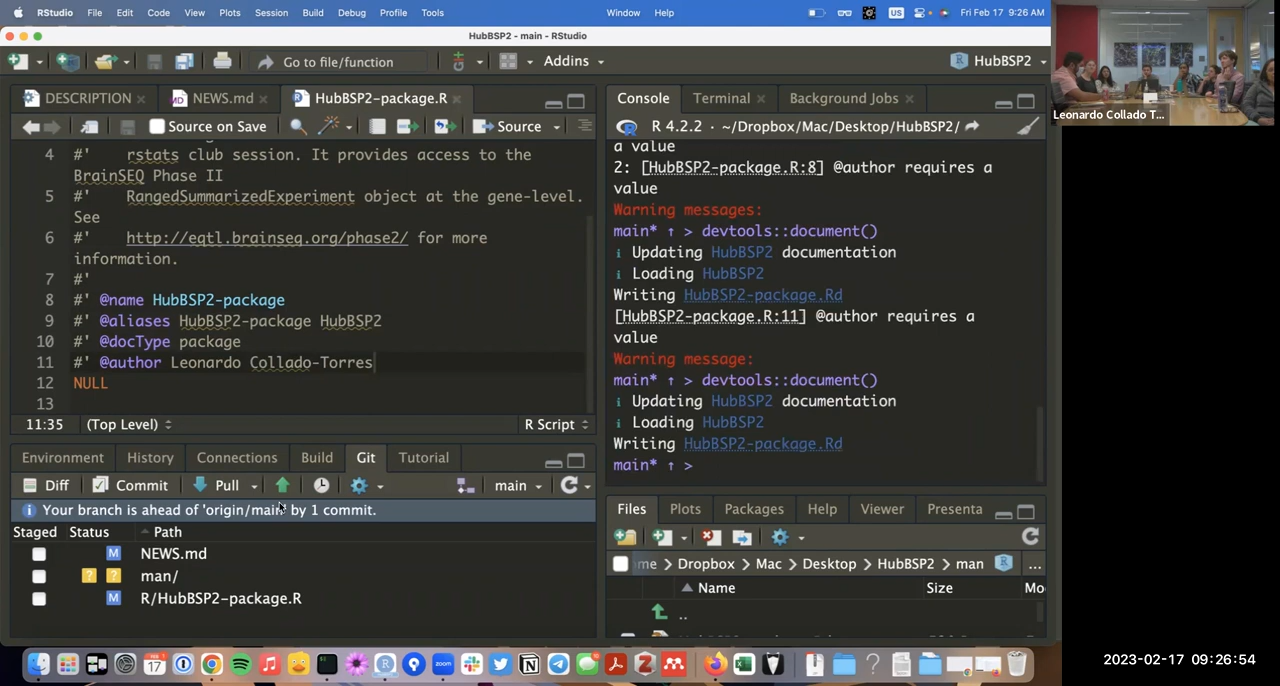 RStudio File Edit Code View Plots Session Build Debug Profile Tools Window Help US Fri Feb 17 9:26 AM
HubBSP2 - main - RStudio
Go to file/function Addins HubBSP2
DESCRIPTION NEWS.md HubBSP2-package.R
Source on Save Source
4 #' rstats club session. It provides access to the
BrainSEQ Phase II
5 #' RangedSummarizedExperiment object at the gene-level.
See
6 #' http://eqtl.brainseq.org/phase2/ for more
information.
7 #'
8 #' @name HubBSP2-package
9 #' @aliases HubBSP2-package HubBSP2
10 #' @docType package
11 #' @author Leonardo Collado-Torres
12 NULL
13
11:35 (Top Level) R Script
Environment History Connections Build Git Tutorial
Diff Commit Pull main
Your branch is ahead of 'origin/main' by 1 commit.
Staged Status Path
M NEWS.md
? ? man/
M R/HubBSP2-package.R
Console Terminal Background Jobs
R 4.2.2 · ~/Dropbox/Mac/Desktop/HubBSP2/
a value
2: [HubBSP2-package.R:8] @author requires a
value
Warning messages:
main* ↑ > devtools::document()
i Updating HubBSP2 documentation
i Loading HubBSP2
Writing HubBSP2-package.Rd
[HubBSP2-package.R:11] @author requires a
value
Warning message:
main* ↑ > devtools::document()
i Updating HubBSP2 documentation
i Loading HubBSP2
Writing HubBSP2-package.Rd
main* ↑ >
Files Plots Packages Help Viewer Presenta
me > Dropbox > Mac > Desktop > HubBSP2 > man ...
Name Size Mo
..
Leonardo Collado T...
FEB
17
zoom
2023-02-17 09:26:54